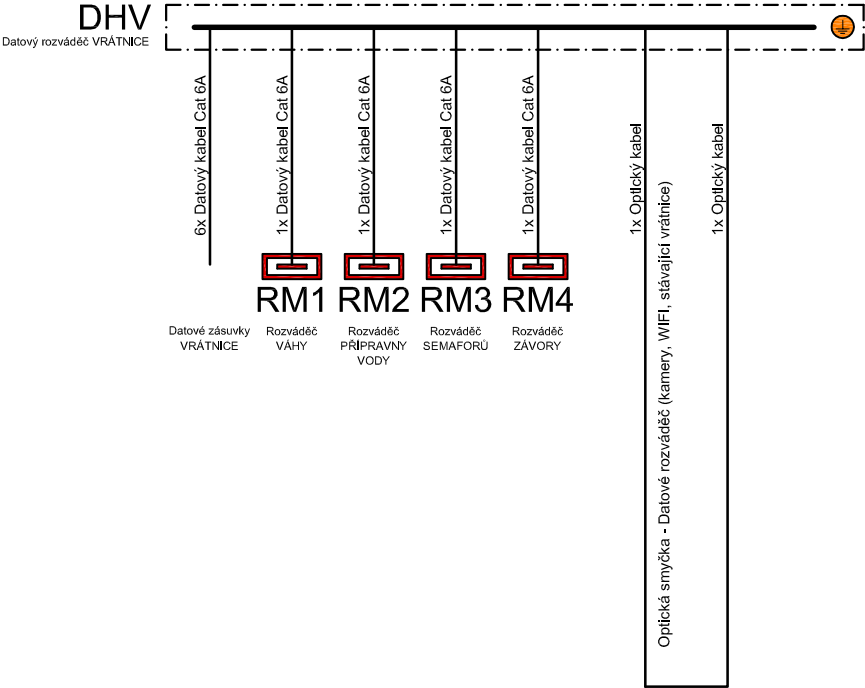 DHV
Datový rozváděč VRÁTNICE
6x Datový kabel Cat 6A
1x Datový kabel Cat 6A
1x Datový kabel Cat 6A
1x Datový kabel Cat 6A
1x Datový kabel Cat 6A
1x Optický kabel
Optická smyčka - Datové rozváděč (kamery, WIFI, stávající vrátnice)
1x Optický kabel
RM1 RM2 RM3 RM4
Datové zásuvky
VRÁTNICE
Rozváděč
VÁHY
Rozváděč
PŘÍPRAVNY
VODY
Rozváděč
SEMAFORŮ
Rozváděč
ZÁVORY